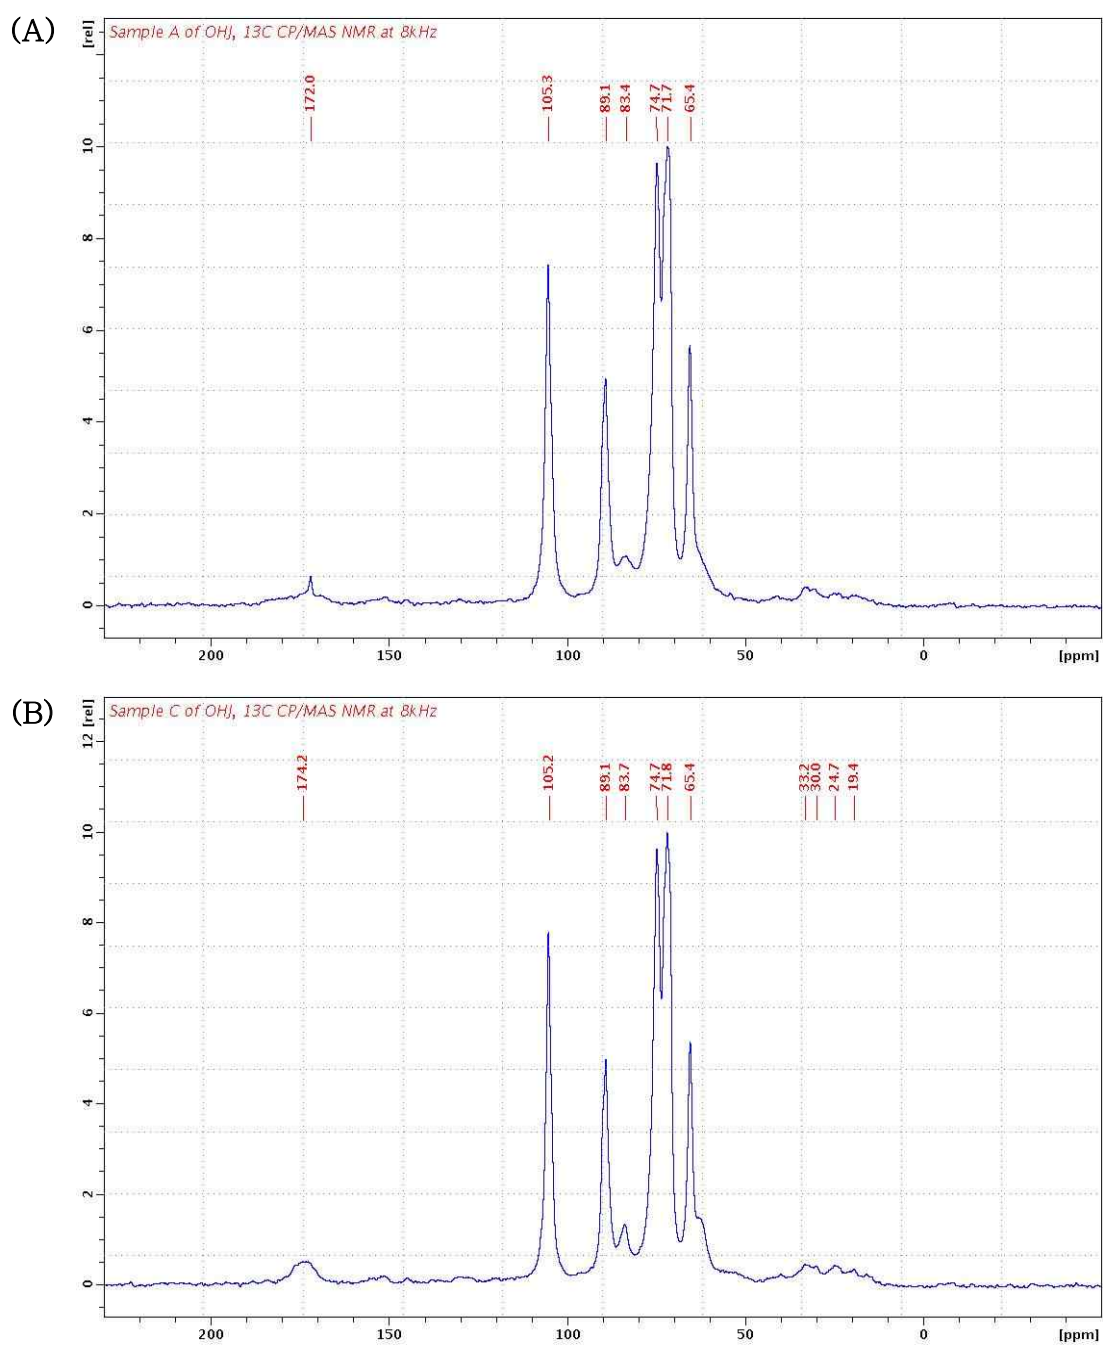 (A)
[rel]
Sample A of OHJ, 13C CP/MAS NMR at 8kHz
172.0 105.3 89.1 83.4 74.7 71.7 65.4
10
8
6
4
2
0
200 150 100 50 0 [ppm]
(B)
[rel]
Sample C of OHJ, 13C CP/MAS NMR at 8kHz
12
174.2 105.2 89.1 83.7 74.7 71.8 65.4 33.2 30.0 24.7 19.4
10
8
6
4
2
0
200 150 100 50 0 [ppm]